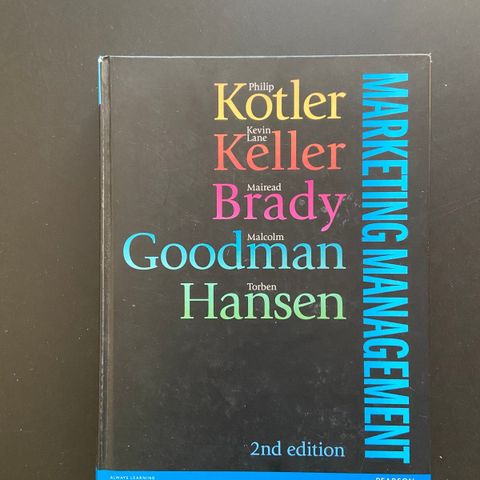 Philip
Kotler
Kevin
Lane
Keller
Mairead
Brady
Malcolm
Goodman
Torben
Hansen
MARKETING MANAGEMENT
2nd edition
ALWAYS LEARNING
PEARSON